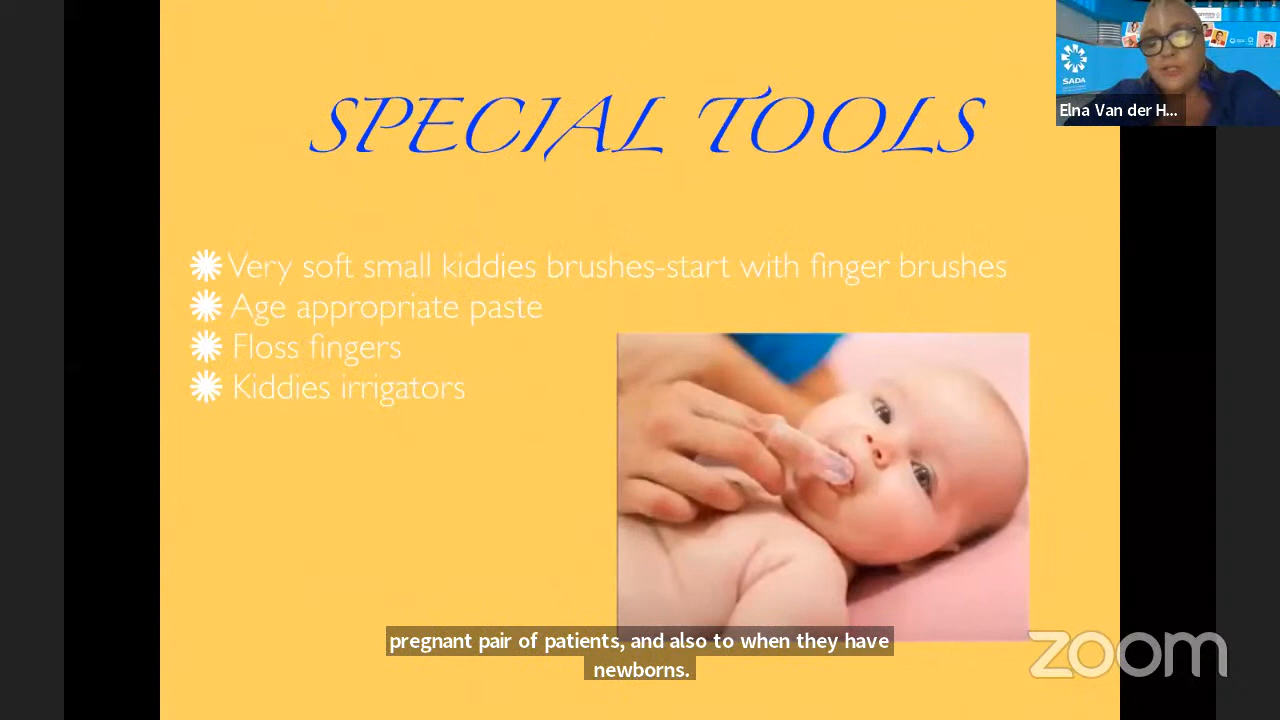 SPECIAL TOOLS
SADA
Elna Van der H...
Very soft small kiddies brushes-start with finger brushes
Age appropriate paste
Floss fingers
Kiddies irrigators
pregnant pair of patients, and also to when they have
newborns.
zoom